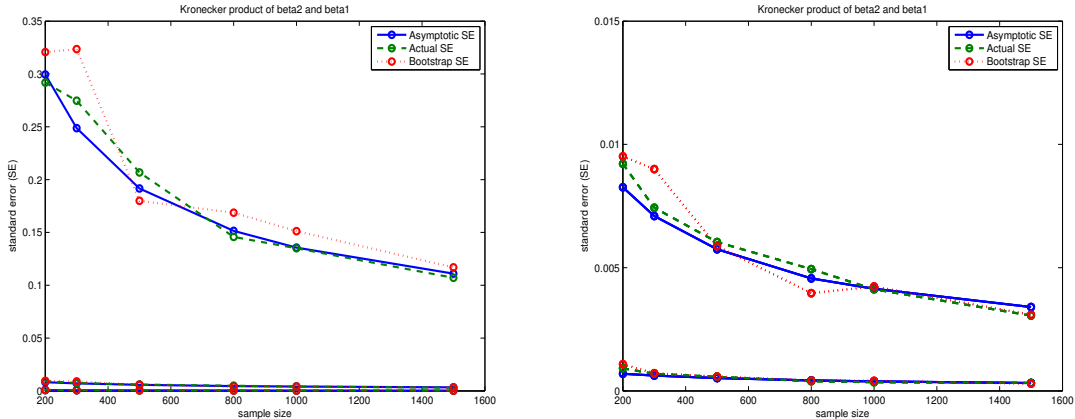 Kronecker product of beta2 and beta1
0.35
0.3
0.25
0.2
0.15
0.1
0.05
0
standard error (SE)
200 400 600 800 1000 1200 1400 1600
sample size
Asymptotic SE
Actual SE
Bootstrap SE
Kronecker product of beta2 and beta1
0.015
0.01
0.005
0
standard error (SE)
200 400 600 800 1000 1200 1400 1600
sample size
Asymptotic SE
Actual SE
Bootstrap SE